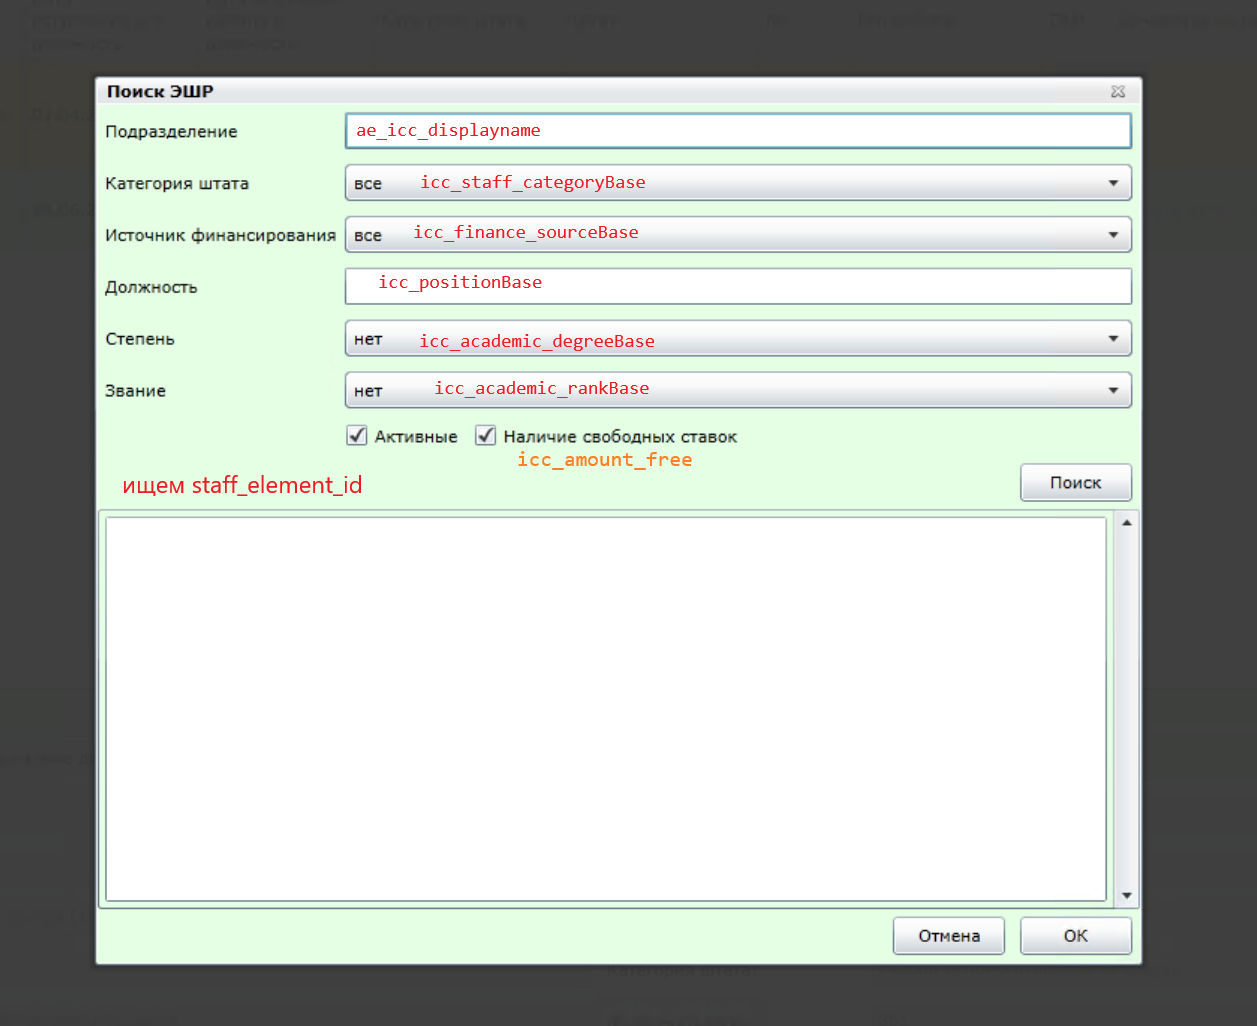 Поиск ЭШР
Подразделение ae_icc_displayname
Категория штата все icc_staff_categoryBase
Источник финансирования все icc_finance_sourceBase
Должность icc_positionBase
Степень нет icc_academic_degreeBase
Звание нет icc_academic_rankBase
Активные Наличие свободных ставок
icc_amount_free
ищем staff_element_id Поиск
Отмена ОК